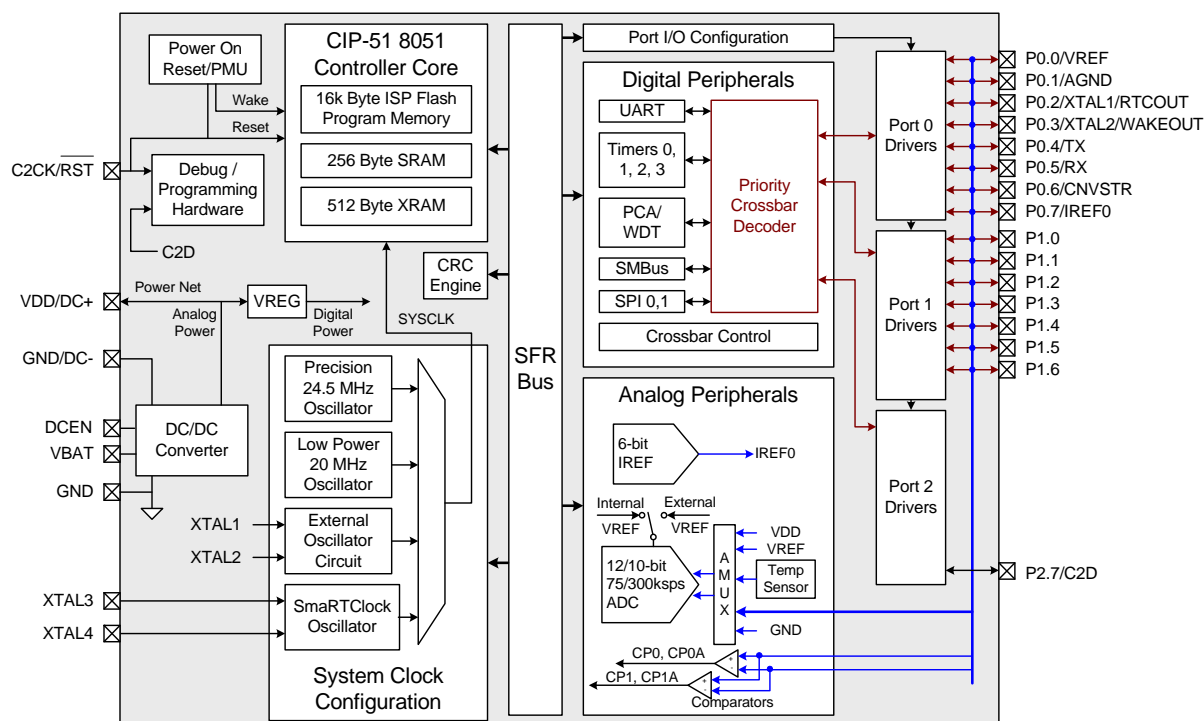 Power On
Reset/PMU
Wake
Reset
C2CK/RST
Debug /
Programming
Hardware
C2D
CIP-51 8051
Controller Core
16k Byte ISP Flash
Program Memory
256 Byte SRAM
512 Byte XRAM
VDD/DC+
Power Net
Analog
Power
VREG
Digital
Power
SYSCLK
CRC
Engine
GND/DC-
DCEN
VBAT
GND
DC/DC
Converter
XTAL1
XTAL2
XTAL3
XTAL4
Precision
24.5 MHz
Oscillator
Low Power
20 MHz
Oscillator
External
Oscillator
Circuit
SmaRTClock
Oscillator
System Clock
Configuration
SFR
Bus
Port I/O Configuration
Digital Peripherals
UART
Timers 0,
1, 2, 3
PCA/
WDT
SMBus
SPI 0,1
Priority
Crossbar
Decoder
Crossbar Control
Analog Peripherals
6-bit
IREF
IREF0
Internal
VREF
External
VREF
12/10-bit
75/300ksps
ADC
A
M
U
X
VDD
VREF
Temp
Sensor
GND
CP0, CP0A
+
-
CP1, CP1A
+
-
Comparators
Port 0
Drivers
Port 1
Drivers
Port 2
Drivers
P0.0/VREF
P0.1/AGND
P0.2/XTAL1/RTCOUT
P0.3/XTAL2/WAKEOUT
P0.4/TX
P0.5/RX
P0.6/CNVSTR
P0.7/IREF0
P1.0
P1.1
P1.2
P1.3
P1.4
P1.5
P1.6
P2.7/C2D